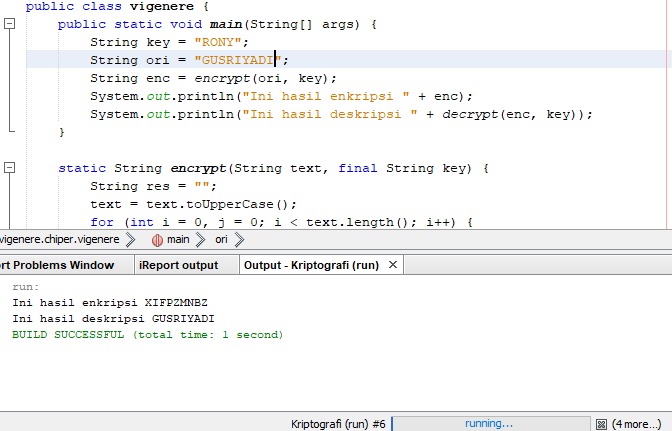 public class vigenere {
public static void main(String[] args) {
String key = "RONY";
String ori = "GUSRIYADI";
String enc = encrypt(ori, key);
System.out.println("Ini hasil enkripsi " + enc);
System.out.println("Ini hasil deskripsi " + decrypt(enc, key));
}
static String encrypt(String text, final String key) {
String res = "";
text = text.toUpperCase();
for (int i = 0, j = 0; i < text.length(); i++) {
vigenere.chiper.vigenere main ori
rt Problems Window iReport output Output - Kriptografi (run) ×
run:
Ini hasil enkripsi XIFPZMNBZ
Ini hasil deskripsi GUSRIYADI
BUILD SUCCESSFUL (total time: 1 second)
Kriptografi (run) #6 running... (4 more...)